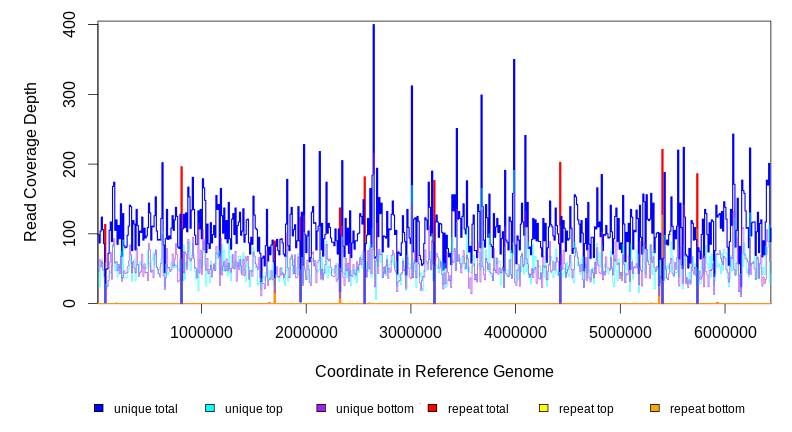 400
300
200
100
0
Read Coverage Depth
1000000 2000000 3000000 4000000 5000000 6000000
Coordinate in Reference Genome
unique total unique top unique bottom repeat total repeat top repeat bottom